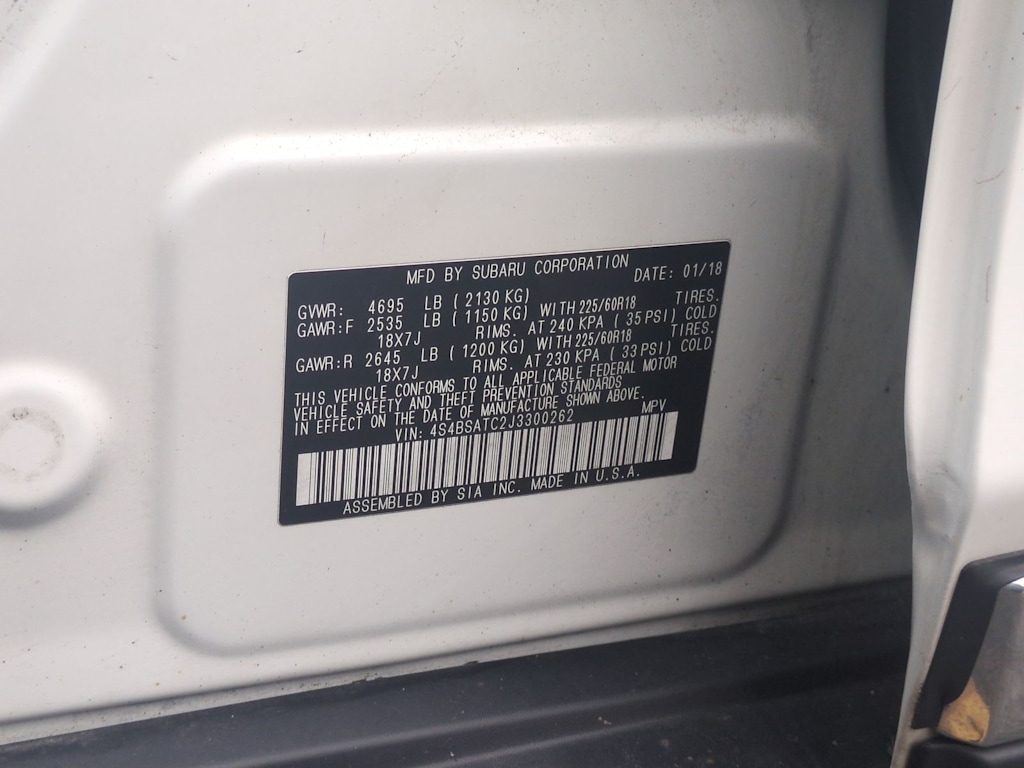 MFD BY SUBARU CORPORATION DATE: 01/18
GVWR: 4695 LB (2130 KG)
GAWR:F 2535 LB (1150 KG) WITH 225/60R18 TIRES.
18X7J RIMS. AT 240 KPA (35 PSI) COLD
GAWR:R 2645 LB (1200 KG) WITH 225/60R18 TIRES.
18X7J RIMS. AT 230 KPA (33 PSI) COLD
THIS VEHICLE CONFORMS TO ALL APPLICABLE FEDERAL MOTOR
VEHICLE SAFETY AND THEFT PREVENTION STANDARDS
IN EFFECT ON THE DATE OF MANUFACTURE SHOWN ABOVE.
VIN: 4S4BSATC2J3300262 MPV
ASSEMBLED BY SIA INC. MADE IN U.S.A.